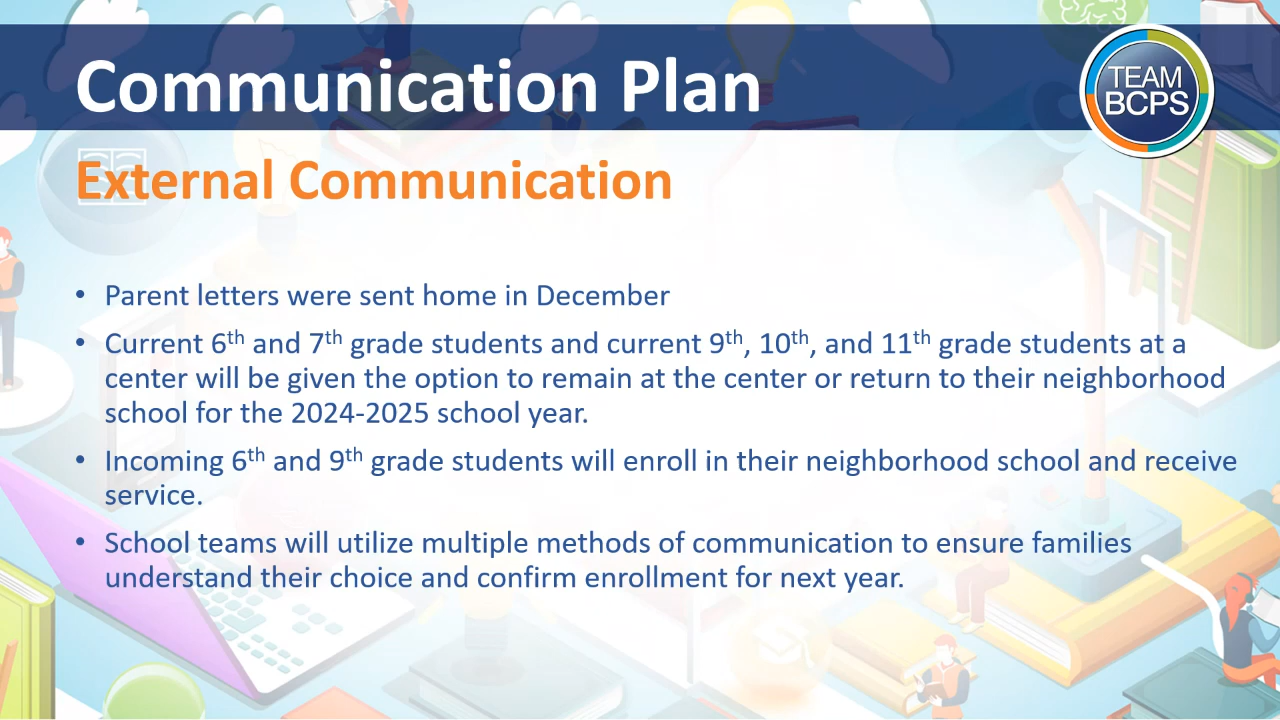 Communication Plan
TEAM
BCPS
External Communication
• Parent letters were sent home in December
• Current 6th and 7th grade students and current 9th, 10th, and 11th grade students at a
center will be given the option to remain at the center or return to their neighborhood
school for the 2024-2025 school year.
• Incoming 6th and 9th grade students will enroll in their neighborhood school and receive
service.
• School teams will utilize multiple methods of communication to ensure families
understand their choice and confirm enrollment for next year.